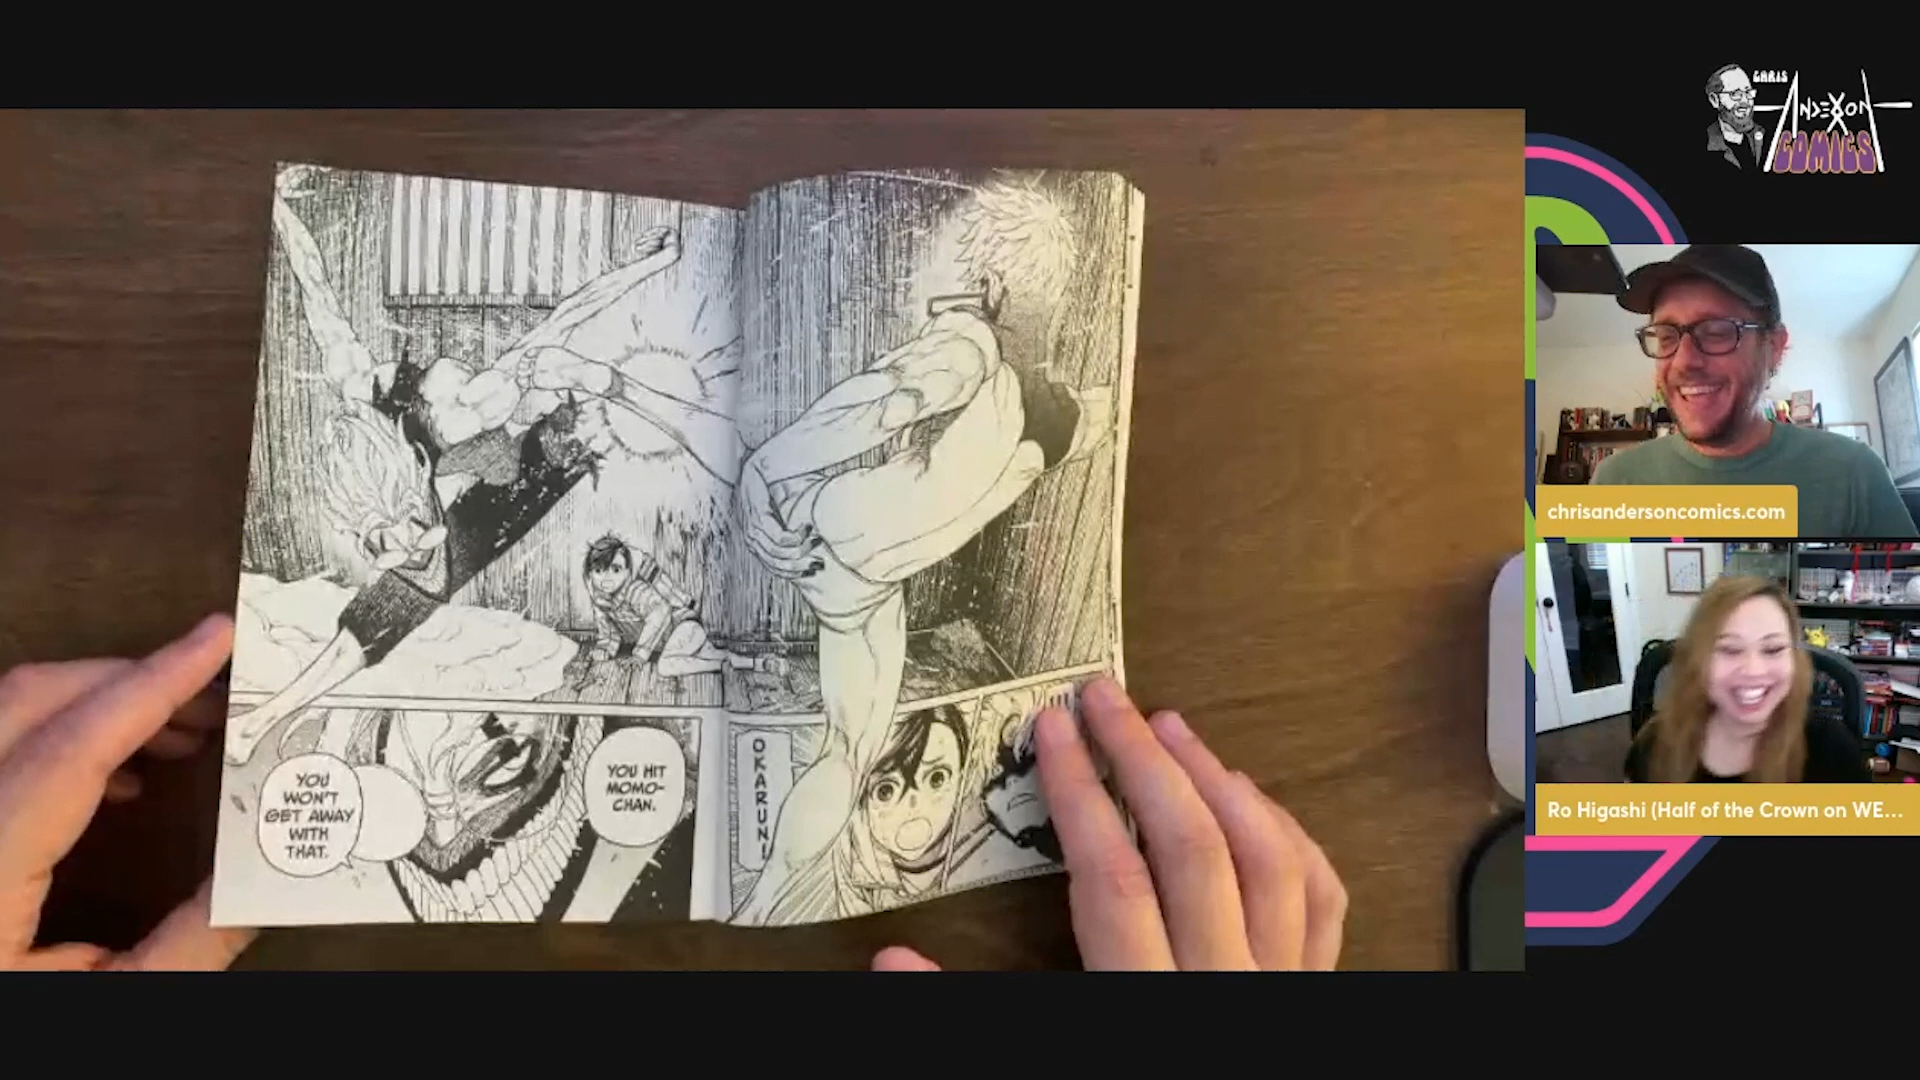 CHRIS
ANDERSON
COMICS
YOU
WON'T
GET AWAY
WITH
THAT.
YOU HIT
MOMO-
CHAN.
OKARUN!
chrisandersoncomics.com
Ro Higashi (Half of the Crown on WE...